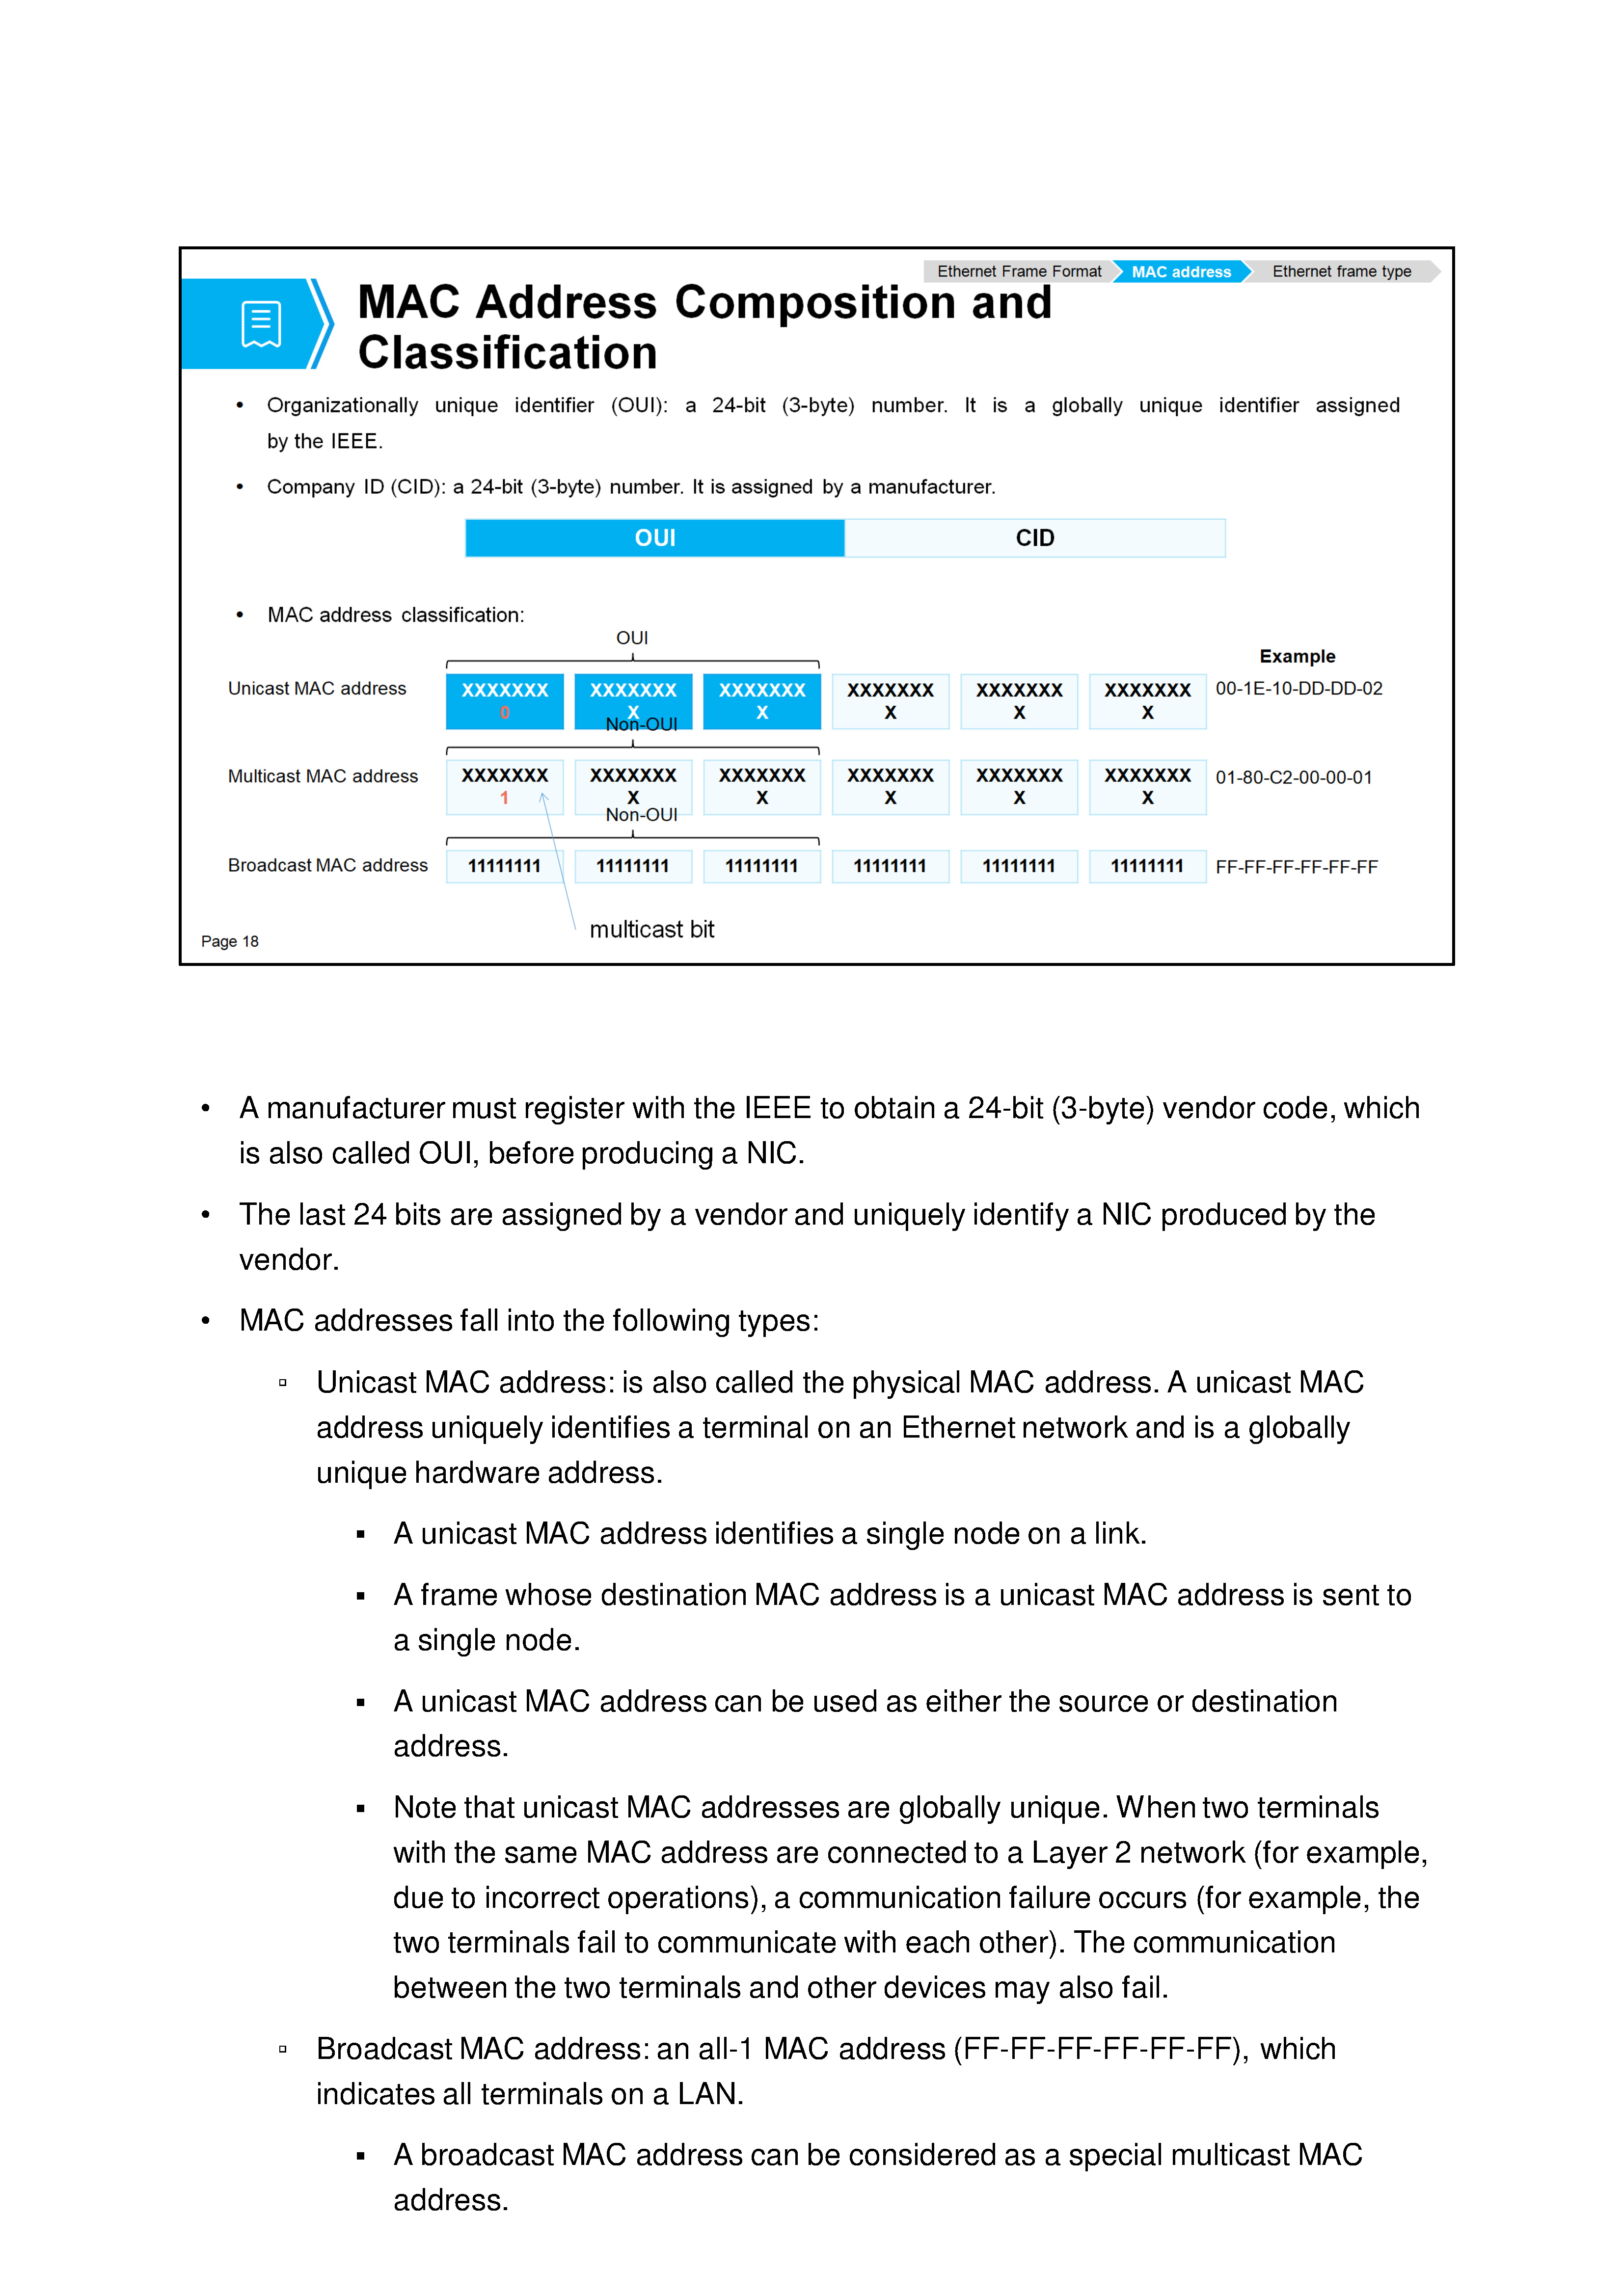 Ethernet Frame Format MAC address Ethernet frame type
MAC Address Composition and
Classification
• Organizationally unique identifier (OUI): a 24-bit (3-byte) number. It is a globally unique identifier assigned
by the IEEE.
• Company ID (CID): a 24-bit (3-byte) number. It is assigned by a manufacturer.
OUI CID
• MAC address classification:
OUI
Example
Unicast MAC address XXXXXXX XXXXXXX XXXXXXX XXXXXXX XXXXXXX XXXXXXX 00-1E-10-DD-DD-02
0 X X X X X
Non-OUI
Multicast MAC address XXXXXXX XXXXXXX XXXXXXX XXXXXXX XXXXXXX XXXXXXX 01-80-C2-00-00-01
1 X X X X X
Non-OUI
Broadcast MAC address 11111111 11111111 11111111 11111111 11111111 11111111 FF-FF-FF-FF-FF-FF
multicast bit
Page 18
• A manufacturer must register with the IEEE to obtain a 24-bit (3-byte) vendor code, which
is also called OUI, before producing a NIC.
• The last 24 bits are assigned by a vendor and uniquely identify a NIC produced by the
vendor.
• MAC addresses fall into the following types:
▫ Unicast MAC address: is also called the physical MAC address. A unicast MAC
address uniquely identifies a terminal on an Ethernet network and is a globally
unique hardware address.
▪ A unicast MAC address identifies a single node on a link.
▪ A frame whose destination MAC address is a unicast MAC address is sent to
a single node.
▪ A unicast MAC address can be used as either the source or destination
address.
▪ Note that unicast MAC addresses are globally unique. When two terminals
with the same MAC address are connected to a Layer 2 network (for example,
due to incorrect operations), a communication failure occurs (for example, the
two terminals fail to communicate with each other). The communication
between the two terminals and other devices may also fail.
▫ Broadcast MAC address: an all-1 MAC address (FF-FF-FF-FF-FF-FF), which
indicates all terminals on a LAN.
▪ A broadcast MAC address can be considered as a special multicast MAC
address.